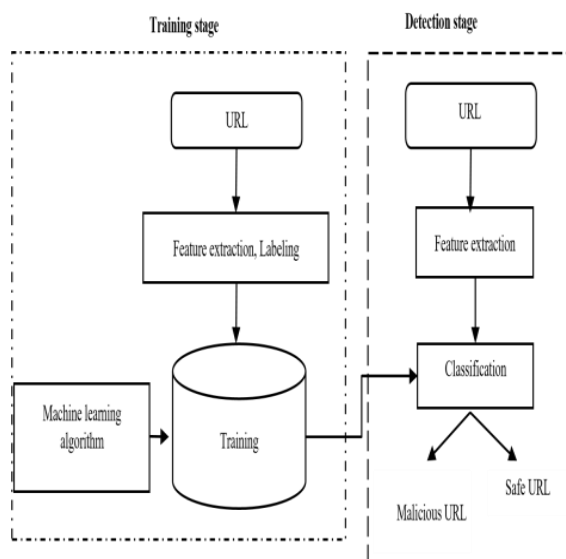 Training stage
URL
Feature extraction, Labeling
Machine learning
algorithm
Training
Detection stage
URL
Feature extraction
Classification
Malicious URL
Safe URL